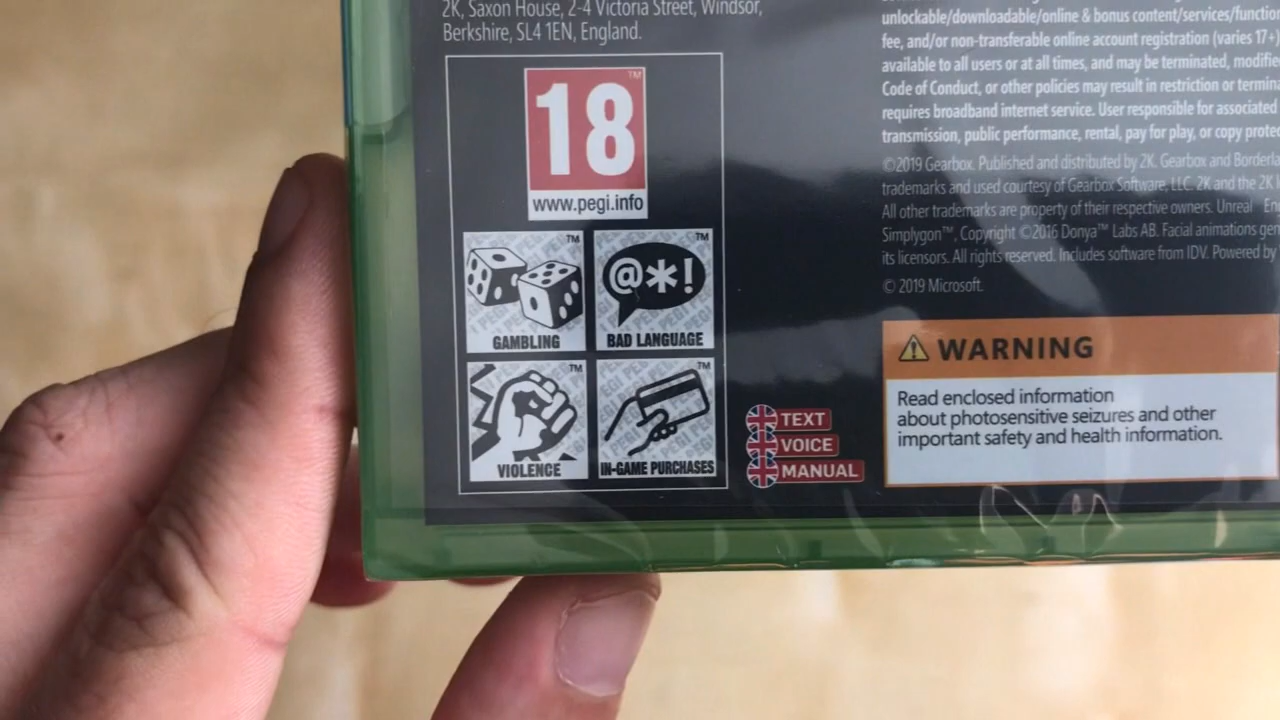 2K, Saxon House, 2-4 Victoria Street, Windsor,
Berkshire, SL4 1EN, England.
18
TM
www.pegi.info
TM
GAMBLING
TM
@*!
BAD LANGUAGE
TM
VIOLENCE
TM
IN-GAME PURCHASES
TEXT
VOICE
MANUAL
unlockable/downloadable/online & bonus content/services/
fee, and/or non-transferable online account registration (varies 17+)
available to all users or at all times, and may be terminated,
Code of Conduct, or other policies may result in restriction or
requires broadband internet service. User responsible for associated
transmission, public performance, rental, pay for play, or copy
©2019 Gearbox. Published and distributed by 2K. Gearbox and
trademarks and used courtesy of Gearbox Software, LLC. 2K and the 2K
All other trademarks are property of their respective owners. Unreal
Simplygon™, Copyright ©2016 Donya™ Labs AB. Facial animations
its licensors. All rights reserved. Includes software from IDV. Powered by
© 2019 Microsoft.
WARNING
Read enclosed information
about photosensitive seizures and other
important safety and health information.